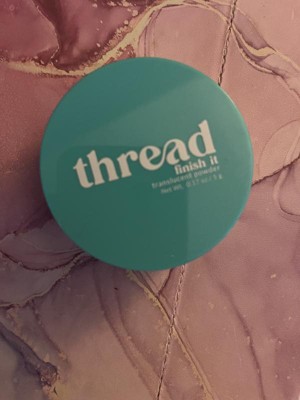 thread
finish it
translucent powder
Net Wt. 0.17 oz / 5 g